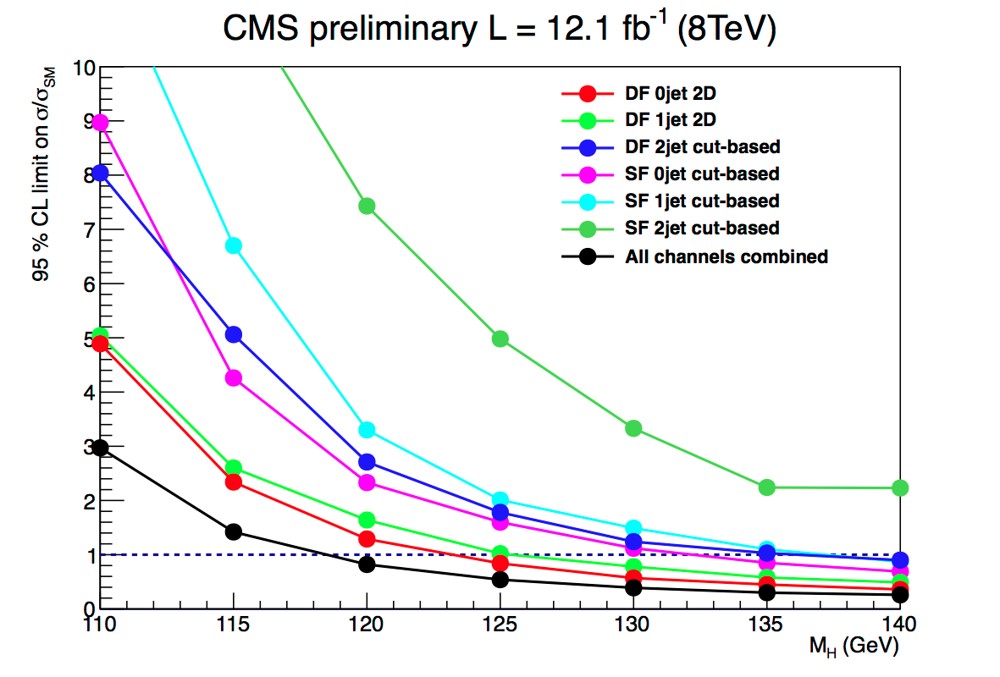 CMS preliminary L = 12.1 fb⁻¹ (8TeV)
95 % CL limit on σ/σSM
10
9
8
7
6
5
4
3
2
1
0
DF 0jet 2D
DF 1jet 2D
DF 2jet cut-based
SF 0jet cut-based
SF 1jet cut-based
SF 2jet cut-based
All channels combined
110 115 120 125 130 135 140
MH (GeV)